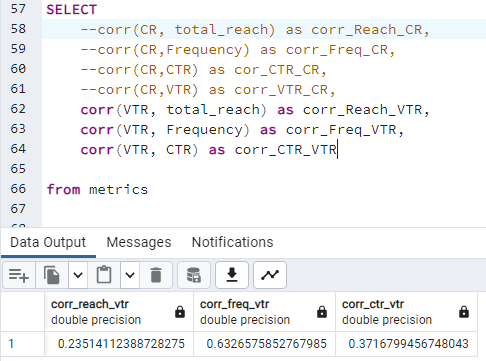 57 SELECT
58 --corr(CR, total_reach) as corr_Reach_CR,
59 --corr(CR,Frequency) as corr_Freq_CR,
60 --corr(CR,CTR) as cor_CTR_CR,
61 --corr(CR,VTR) as corr_VTR_CR,
62 corr(VTR, total_reach) as corr_Reach_VTR,
63 corr(VTR, Frequency) as corr_Freq_VTR,
64 corr(VTR, CTR) as corr_CTR_VTR
65
66 from metrics
67
Data Output Messages Notifications
corr_reach_vtr corr_freq_vtr corr_ctr_vtr
double precision double precision double precision
1 0.23514112388728275 0.6326575852767985 0.3716799456748043